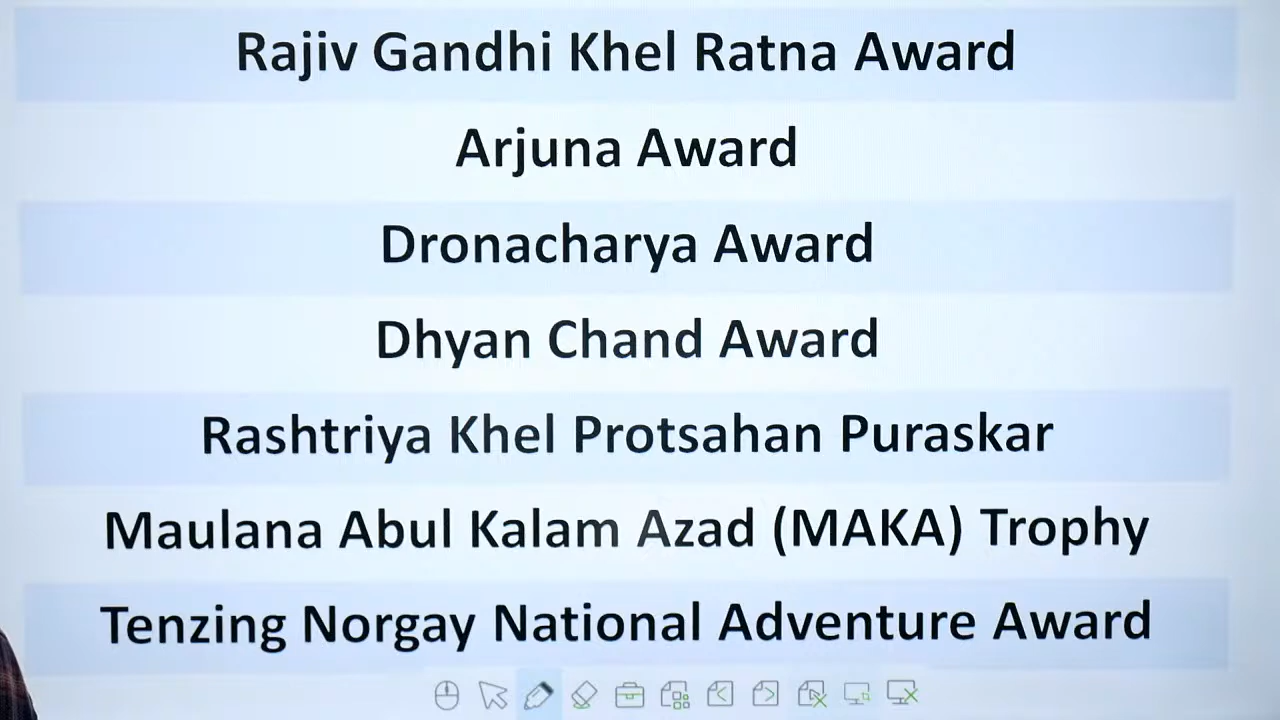 Rajiv Gandhi Khel Ratna Award
Arjuna Award
Dronacharya Award
Dhyan Chand Award
Rashtriya Khel Protsahan Puraskar
Maulana Abul Kalam Azad (MAKA) Trophy
Tenzing Norgay National Adventure Award